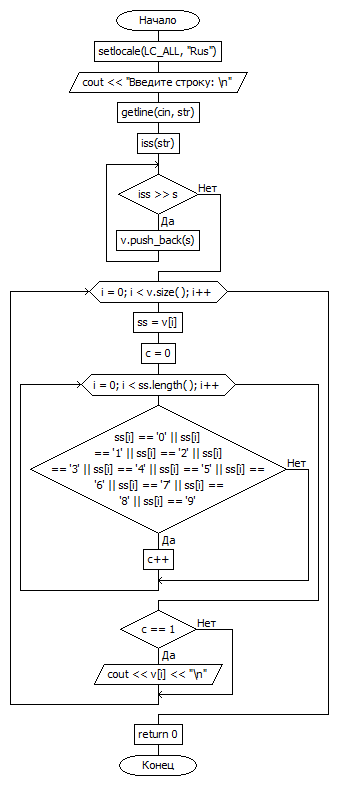 Начало
setlocale(LC_ALL, "Rus")
cout << "Введите строку: \n"
getline(cin, str)
iss(str)
iss >> s
Нет
Да
v.push_back(s)
i = 0; i < v.size( ); i++
ss = v[i]
c = 0
i = 0; i < ss.length( ); i++
ss[i] == '0' || ss[i]
== '1' || ss[i] == '2' || ss[i]
== '3' || ss[i] == '4' || ss[i] == '5' || ss[i] ==
'6' || ss[i] == '7' || ss[i] ==
'8' || ss[i] == '9'
Нет
Да
c++
c == 1
Нет
Да
cout << v[i] << "\n"
return 0
Конец